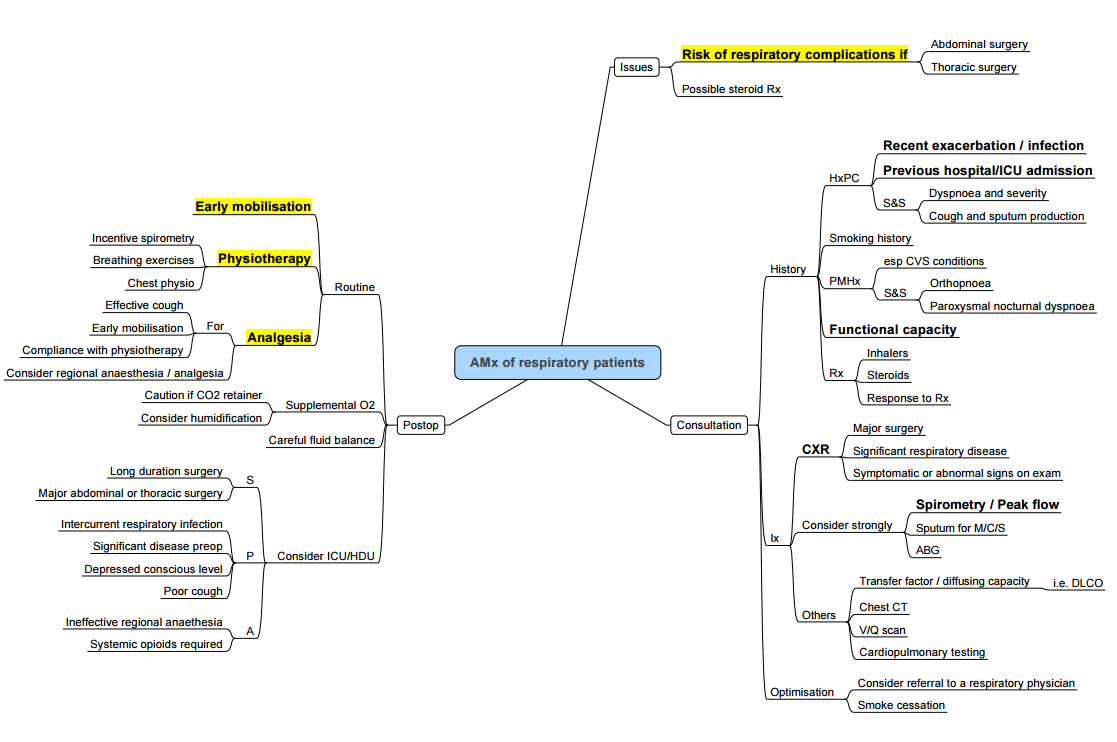 AMx of respiratory patients
Issues
Risk of respiratory complications if
Abdominal surgery
Thoracic surgery
Possible steroid Rx
Consultation
History
HxPC
Recent exacerbation / infection
Previous hospital/ICU admission
S&S
Dyspnoea and severity
Cough and sputum production
Smoking history
PMHx
esp CVS conditions
S&S
Orthopnoea
Paroxysmal nocturnal dyspnoea
Functional capacity
Rx
Inhalers
Steroids
Response to Rx
Ix
CXR
Major surgery
Significant respiratory disease
Symptomatic or abnormal signs on exam
Consider strongly
Spirometry / Peak flow
Sputum for M/C/S
ABG
Others
Transfer factor / diffusing capacity
i.e. DLCO
Chest CT
V/Q scan
Cardiopulmonary testing
Optimisation
Consider referral to a respiratory physician
Smoke cessation
Postop
Routine
Early mobilisation
Physiotherapy
Incentive spirometry
Breathing exercises
Chest physio
Analgesia
For
Effective cough
Early mobilisation
Compliance with physiotherapy
Consider regional anaesthesia / analgesia
Supplemental O2
Caution if CO2 retainer
Consider humidification
Careful fluid balance
Consider ICU/HDU
S
Long duration surgery
Major abdominal or thoracic surgery
P
Intercurrent respiratory infection
Significant disease preop
Depressed conscious level
Poor cough
A
Ineffective regional anaethesia
Systemic opioids required